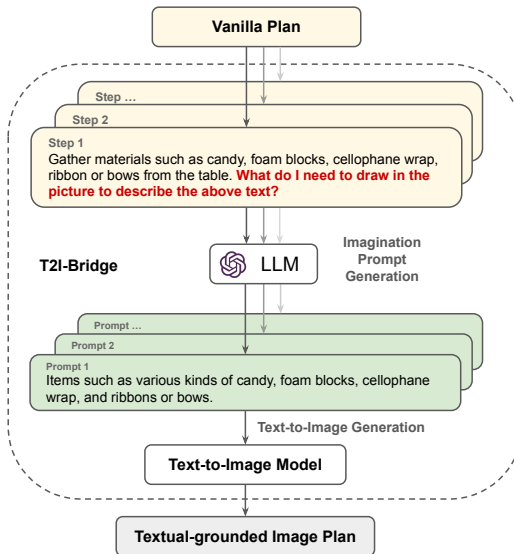 Vanilla Plan
Step ...
Step 2
Step 1
Gather materials such as candy, foam blocks, cellophane wrap,
ribbon or bows from the table. What do I need to draw in the
picture to describe the above text?
T2I-Bridge
LLM
Imagination
Prompt
Generation
Prompt ...
Prompt 2
Prompt 1
Items such as various kinds of candy, foam blocks, cellophane
wrap, and ribbons or bows.
Text-to-Image Generation
Text-to-Image Model
Textual-grounded Image Plan